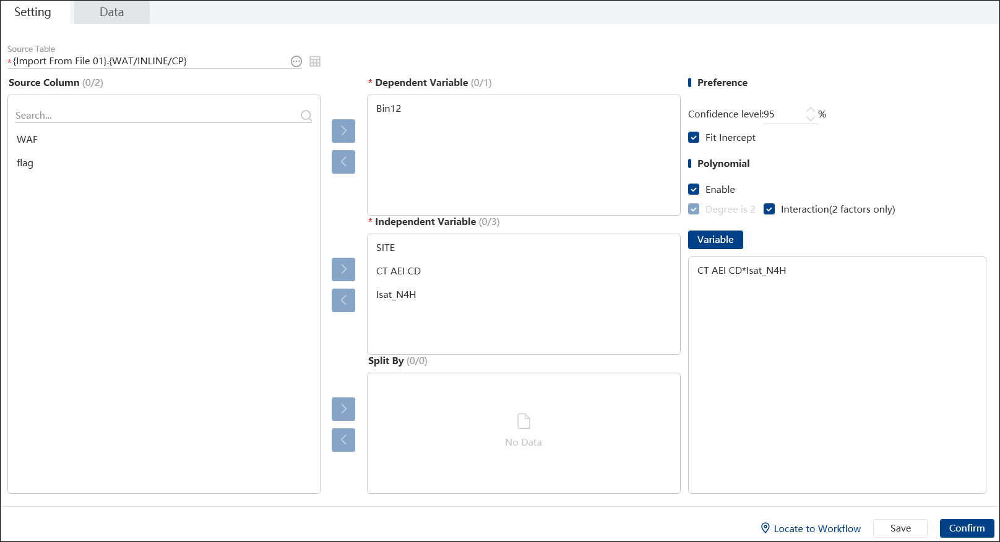 Setting
Data
Source Table
*{Import From File 01}.{WAT/INLINE/CP}
Source Column (0/2)
Search...
WAF
flag
* Dependent Variable (0/1)
Bin12
* Independent Variable (0/3)
SITE
CT AEI CD
Isat_N4H
Split By (0/0)
No Data
Preference
Confidence level:95 %
Fit Inercept
Polynomial
Enable
Degree is 2 Interaction(2 factors only)
Variable
CT AEI CD*Isat_N4H
Locate to Workflow
Save
Confirm